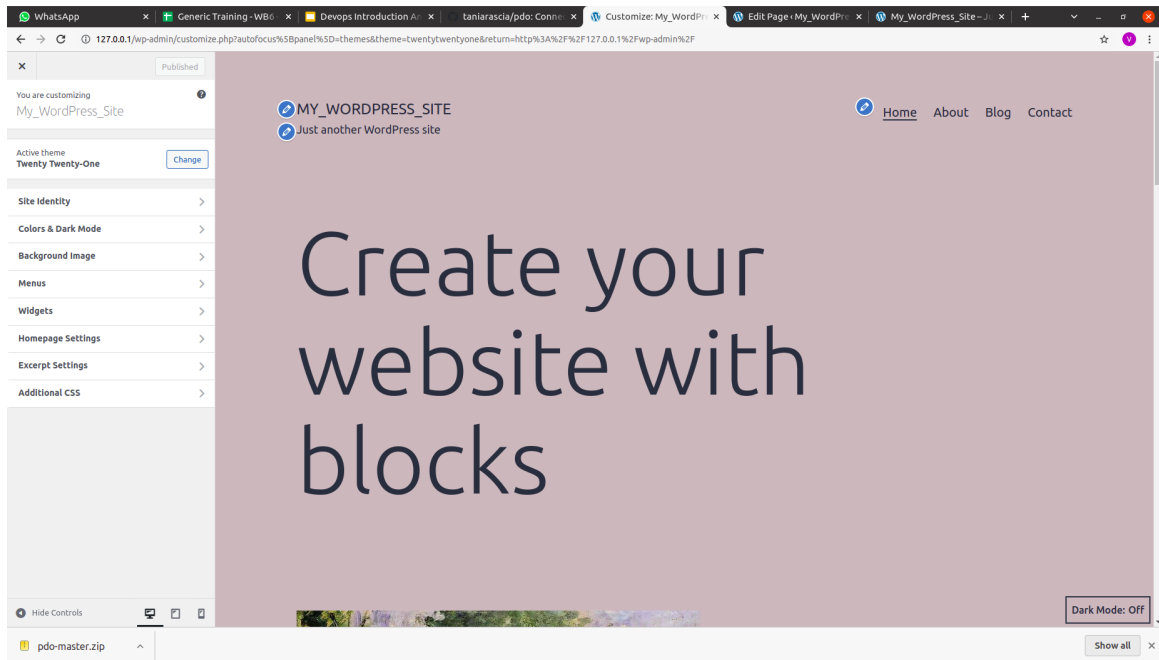 WhatsApp
Generic Training - WB6-
Devops Introduction An
taniarascia/pdo: Connec
Customize: My_WordPre
Edit Page ‹ My_WordPre
My_WordPress_Site – Ju
127.0.0.1/wp-admin/customize.php?autofocus%5Bpanel%5D=themes&theme=twentytwentyone&return=http%3A%2F%2F127.0.0.1%2Fwp-admin%2F
V
Published
You are customizing
My_WordPress_Site
Active theme
Twenty Twenty-One
Change
Site Identity
Colors & Dark Mode
Background Image
Menus
Widgets
Homepage Settings
Excerpt Settings
Additional CSS
Hide Controls
MY_WORDPRESS_SITE
Just another WordPress site
Home About Blog Contact
Create your
website with
blocks
Dark Mode: Off
pdo-master.zip
Show all